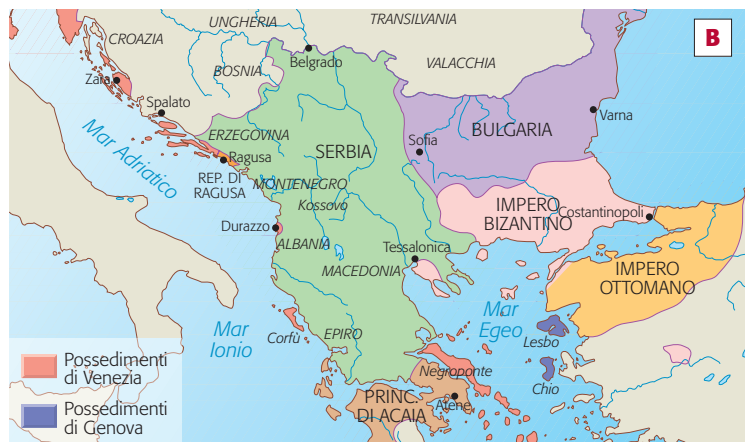 UNGHERIA
TRANSILVANIA
B
CROAZIA
BOSNIA
Belgrado
VALACCHIA
Zara
Spalato
Mar Adriatico
ERZEGOVINA
SERBIA
Sofia
BULGARIA
Varna
Ragusa
REP. DI
RAGUSA
MONTENEGRO
Kossovo
IMPERO
BIZANTINO
Costantinopoli
Durazzo
ALBANIA
Tessalonica
MACEDONIA
IMPERO
OTTOMANO
Mar
Ionio
Corfù
EPIRO
Mar
Egeo
Lesbo
Negroponte
Chio
PRINC.
DI ACAIA
Atene
Possedimenti
di Venezia
Possedimenti
di Genova